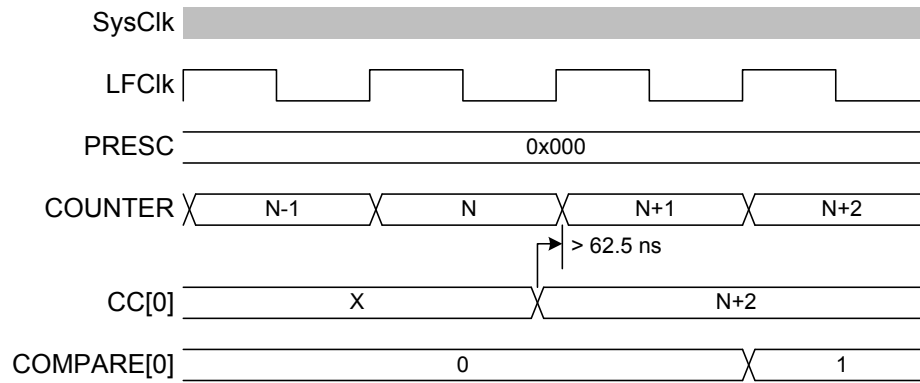 SysClk
LFClk
PRESC 0x000
COUNTER N-1 N N+1 N+2
> 62.5 ns
CC[0] X N+2
COMPARE[0] 0 1